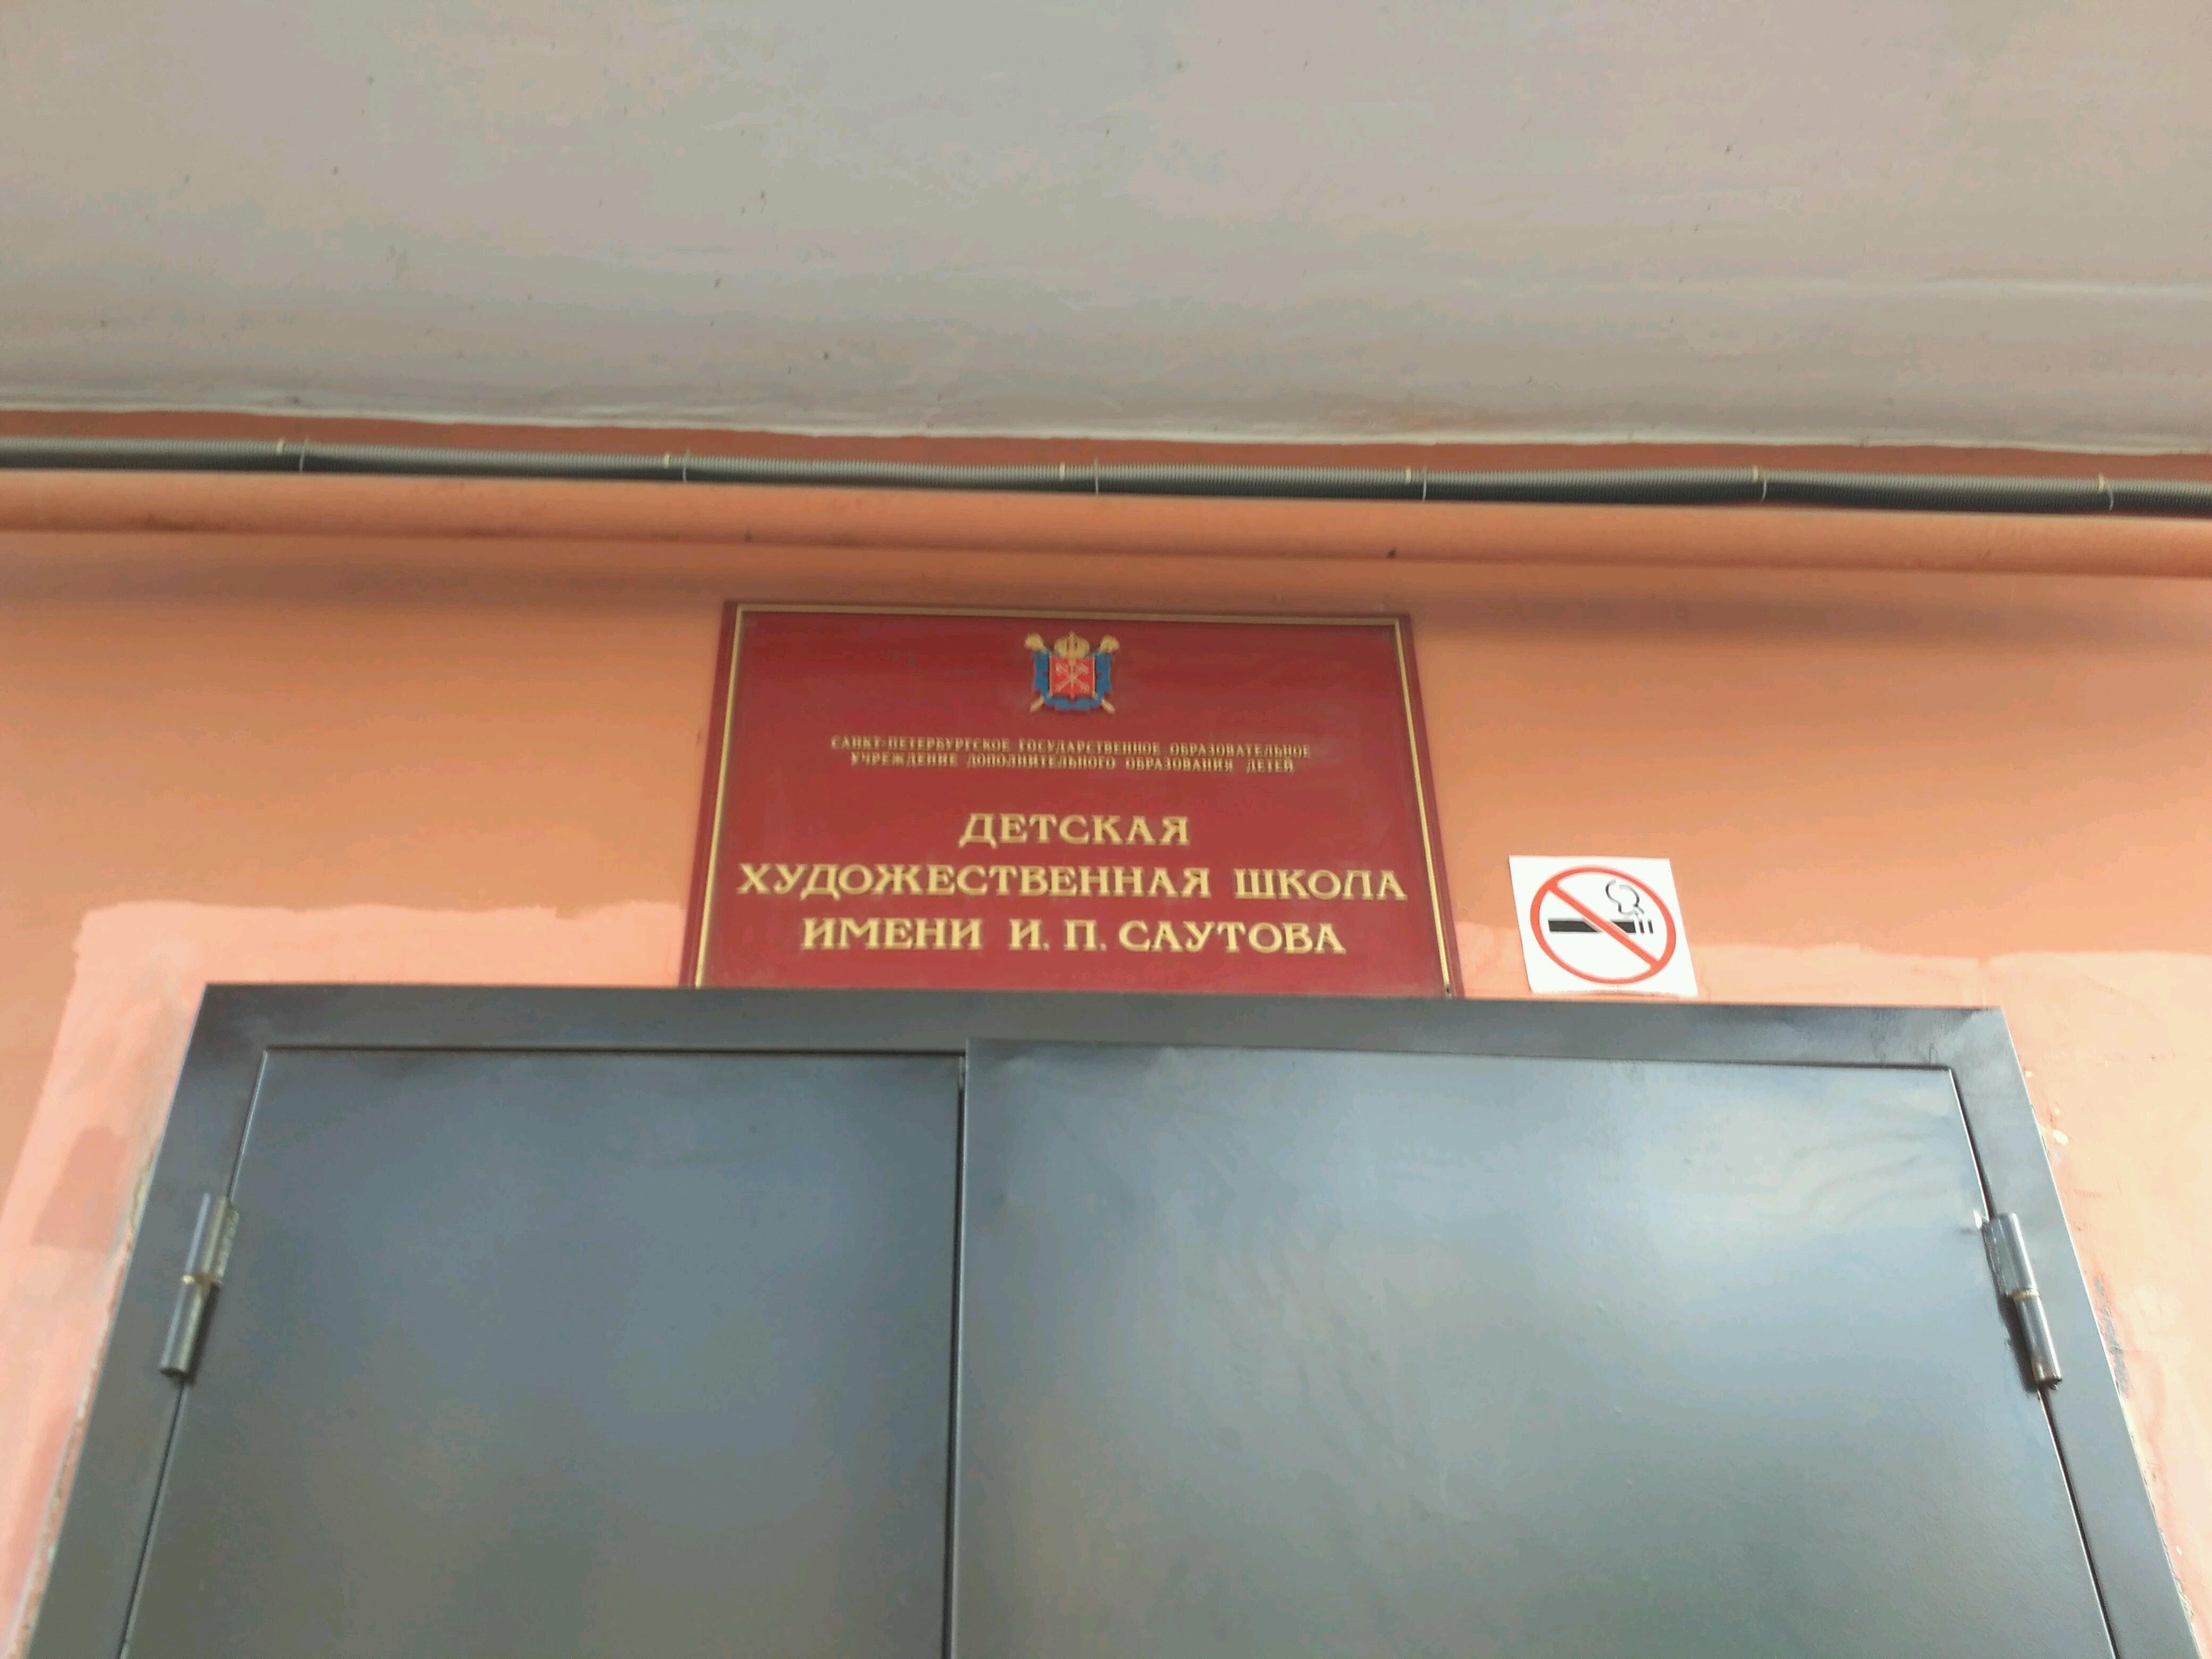 САНКТ-ПЕТЕРБУРГСКОЕ ГОСУДАРСТВЕННОЕ ОБРАЗОВАТЕЛЬНОЕ
УЧРЕЖДЕНИЕ ДОПОЛНИТЕЛЬНОГО ОБРАЗОВАНИЯ ДЕТЕЙ
ДЕТСКАЯ
ХУДОЖЕСТВЕННАЯ ШКОЛА
ИМЕНИ И. П. САУТОВА